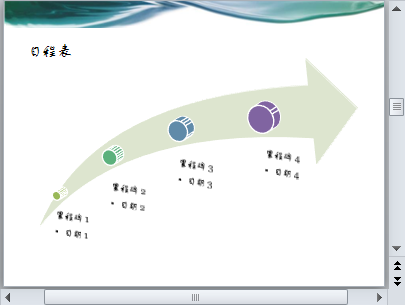 日程表
里程碑 4
• 日期 4
里程碑 3
• 日期 3
里程碑 2
• 日期 2
里程碑 1
• 日期 1